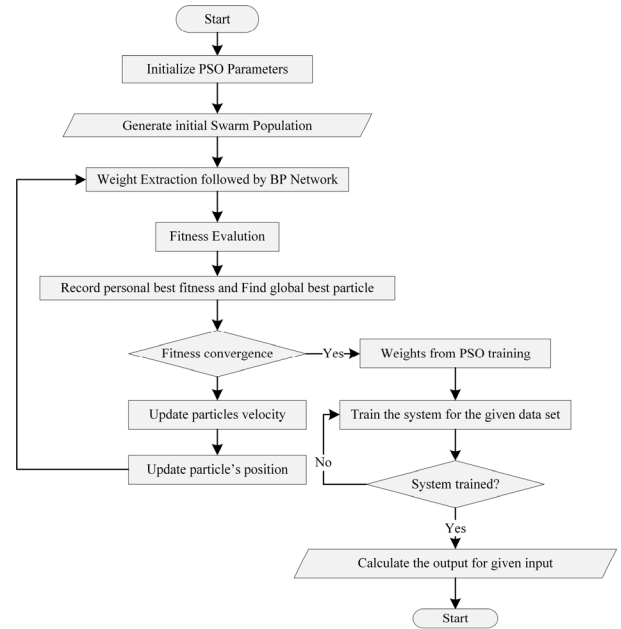 Start
Initialize PSO Parameters
Generate initial Swarm Population
Weight Extraction followed by BP Network
Fitness Evalution
Record personal best fitness and Find global best particle
Fitness convergence
Yes
Weights from PSO training
Update particles velocity
Train the system for the given data set
Update particle's position
No
System trained?
Yes
Calculate the output for given input
Start